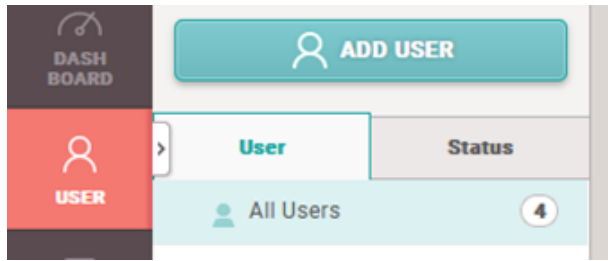 DASH
BOARD
ADD USER
USER
User
Status
All Users
4